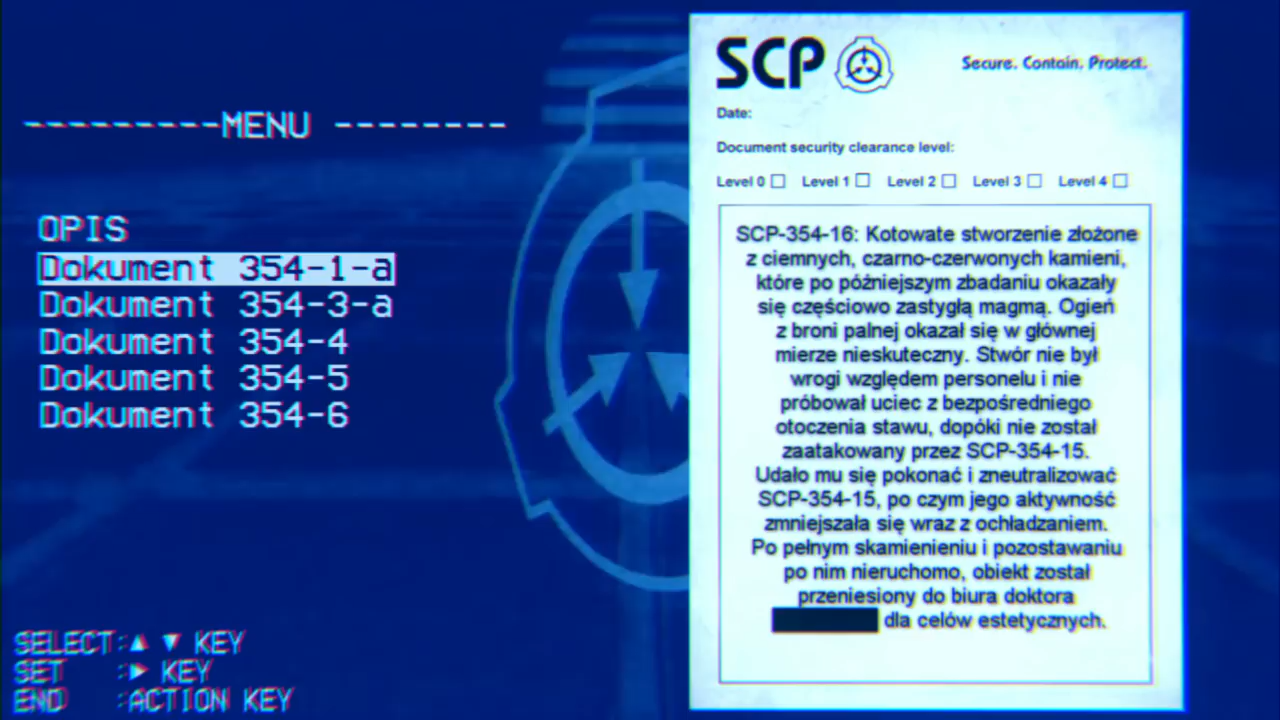 ---------MENU --------
OPIS
Dokument 354-1-a
Dokument 354-3-a
Dokument 354-4
Dokument 354-5
Dokument 354-6
SELECT:▲ ▼ KEY
SET :► KEY
END :ACTION KEY
SCP
Secure. Contain. Protect.
Date:
Document security clearance level:
Level 0 □ Level 1 □ Level 2 □ Level 3 □ Level 4 □
SCP-354-16: Kotowate stworzenie złożone
z ciemnych, czarno-czerwonych kamieni,
które po późniejszym zbadaniu okazały
się częściowo zastygłą magmą. Ogień
z broni palnej okazał się w głównej
mierze nieskuteczny. Stwór nie był
wrogi względem personelu i nie
próbował uciec z bezpośredniego
otoczenia stawu, dopóki nie został
zaatakowany przez SCP-354-15.
Udało mu się pokonać i zneutralizować
SCP-354-15, po czym jego aktywność
zmniejszała się wraz z ochładzaniem.
Po pełnym skamienieniu i pozostawaniu
po nim nieruchomo, obiekt został
przeniesiony do biura doktora
dla celów estetycznych.